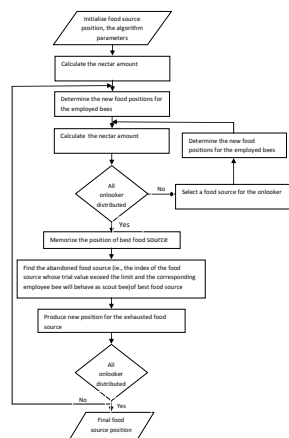 Initialize food source
position, the algorithm
parameters
Calculate the nectar amount
Determine the new food positions for
the employed bees
Calculate the nectar amount
Determine the new food
positions for the employed bees
All
onlooker
distributed
No
Select a food source for the onlooker
Yes
Memorize the position of best food source
Find the abandoned food source (ie., the index of the food
source whose trial value exceed the limit and the corresponding
employee bee will behave as scout bee)of best food source
Produce new position for the exhausted food
source
All
onlooker
distributed
No
Yes
Final food
source position